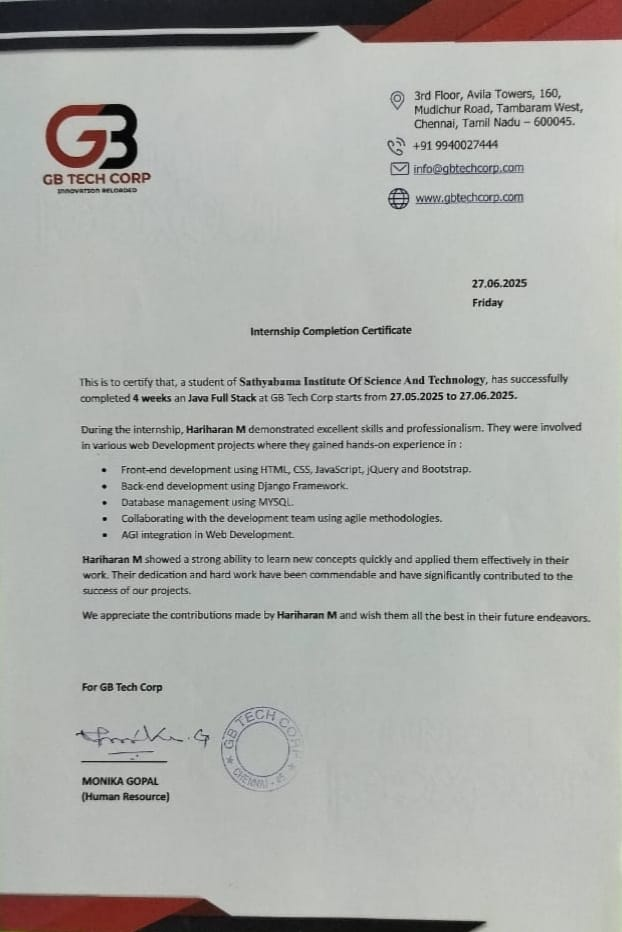 3rd Floor, Avila Towers, 160,
Mudichur Road, Tambaram West,
Chennai, Tamil Nadu – 600045.
+91 9940027444
info@gbtechcorp.com
www.gbtechcorp.com
GB
GB TECH CORP
INNOVATION RELOADED
27.06.2025
Friday
Internship Completion Certificate
This is to certify that, a student of Sathyabama Institute Of Science And Technology, has successfully
completed 4 weeks an Java Full Stack at GB Tech Corp starts from 27.05.2025 to 27.06.2025.
During the internship, Hariharan M demonstrated excellent skills and professionalism. They were involved
in various web Development projects where they gained hands-on experience in :
• Front-end development using HTML, CSS, JavaScript, jQuery and Bootstrap.
• Back-end development using Django Framework.
• Database management using MYSQL.
• Collaborating with the development team using agile methodologies.
• AGI integration in Web Development.
Hariharan M showed a strong ability to learn new concepts quickly and applied them effectively in their
work. Their dedication and hard work have been commendable and have significantly contributed to the
success of our projects.
We appreciate the contributions made by Hariharan M and wish them all the best in their future endeavors.
For GB Tech Corp
GB TECH CORP
CHENNAI - 45
MONIKA GOPAL
(Human Resource)